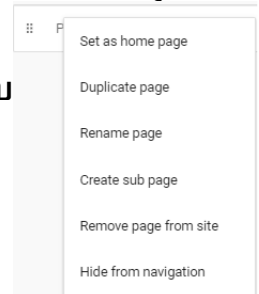 P
Set as home page
Duplicate page
Rename page
Create sub page
Remove page from site
Hide from navigation